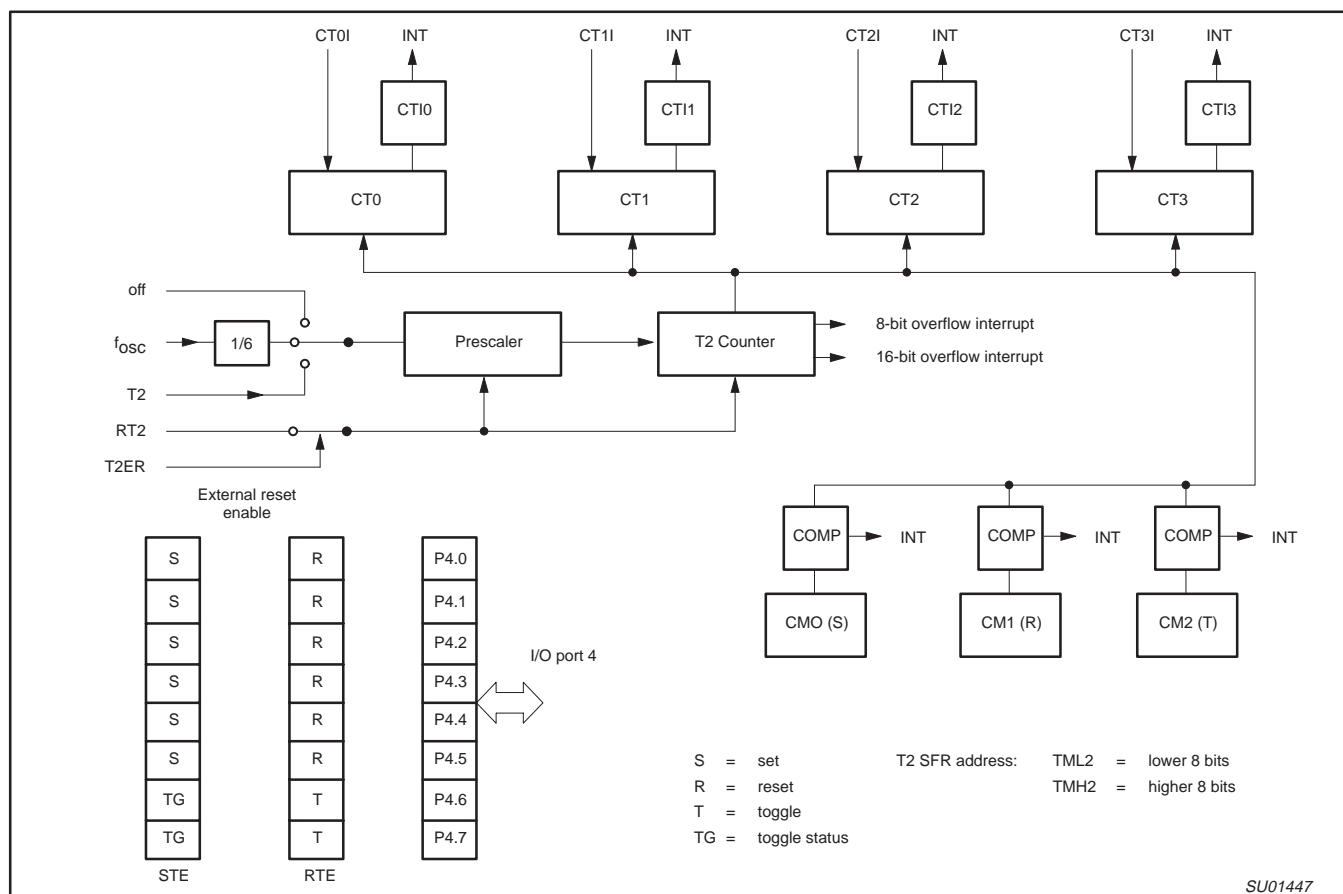 CT0I INT CT1I INT CT2I INT CT3I INT
CTI0 CTI1 CTI2 CTI3
CT0 CT1 CT2 CT3
off
fosc 1/6 Prescaler T2 Counter
8-bit overflow interrupt
16-bit overflow interrupt
T2
RT2
T2ER
External reset
enable
COMP INT COMP INT COMP INT
CMO (S) CM1 (R) CM2 (T)
S R P4.0
S R P4.1
S R P4.2
S R P4.3
S R P4.4
S R P4.5
TG T P4.6
TG T P4.7
STE RTE
I/O port 4
S = set
R = reset
T = toggle
TG = toggle status
T2 SFR address: TML2 = lower 8 bits
TMH2 = higher 8 bits
SU01447